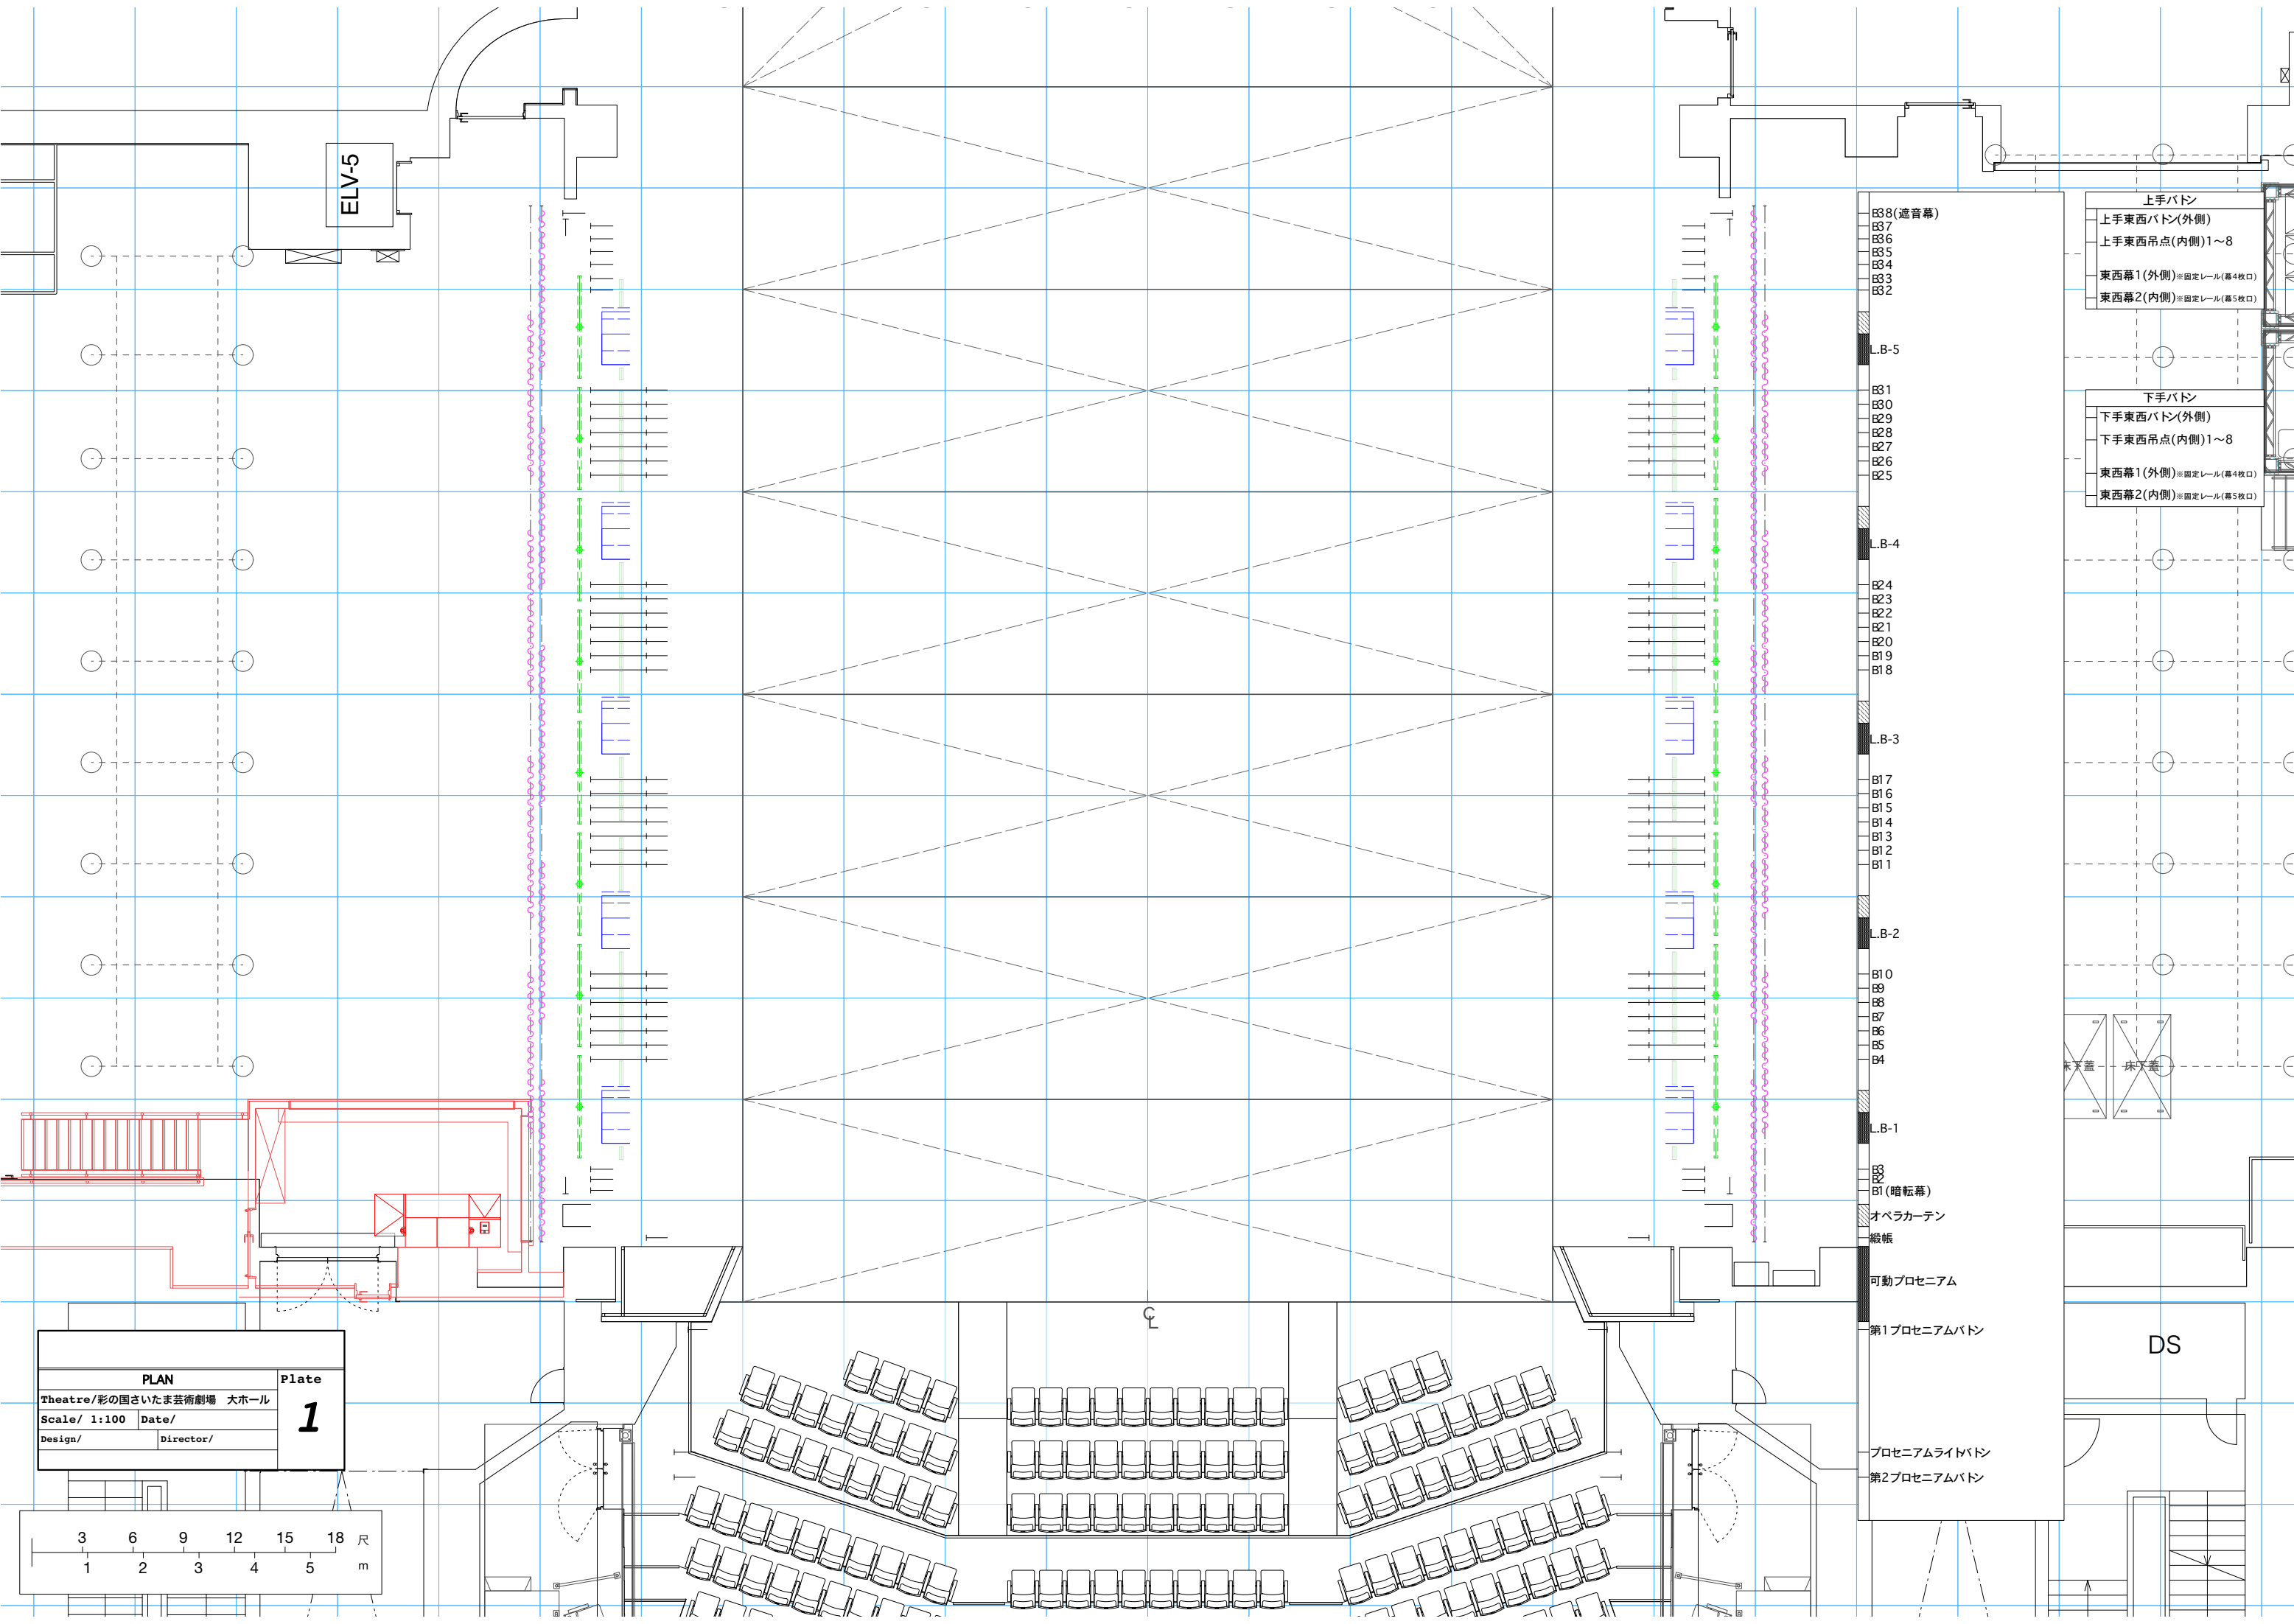 ELV-5
B38(遮音幕)
B37
B36
B35
B34
B33
B32
L.B-5
B31
B30
B29
B28
B27
B26
B25
L.B-4
B24
B23
B22
B21
B20
B19
B18
L.B-3
B17
B16
B15
B14
B13
B12
B11
L.B-2
B10
B9
B8
B7
B6
B5
B4
L.B-1
B3
B2
B1(暗転幕)
オペラカーテン
緞帳
可動プロセニアム
第1プロセニアムバトン
プロセニアムライトバトン
第2プロセニアムバトン
上手バトン
上手東西バトン(外側)
上手東西吊点(内側)1〜8
東西幕1(外側)※固定レール(幕4枚口)
東西幕2(内側)※固定レール(幕5枚口)
下手バトン
下手東西バトン(外側)
下手東西吊点(内側)1〜8
東西幕1(外側)※固定レール(幕4枚口)
東西幕2(内側)※固定レール(幕5枚口)
床下蓋
床下蓋
DS
CL
PLAN
Plate
1
Theatre/彩の国さいたま芸術劇場 大ホール
Scale/ 1:100 Date/
Design/ Director/
3 6 9 12 15 18 尺
1 2 3 4 5 m